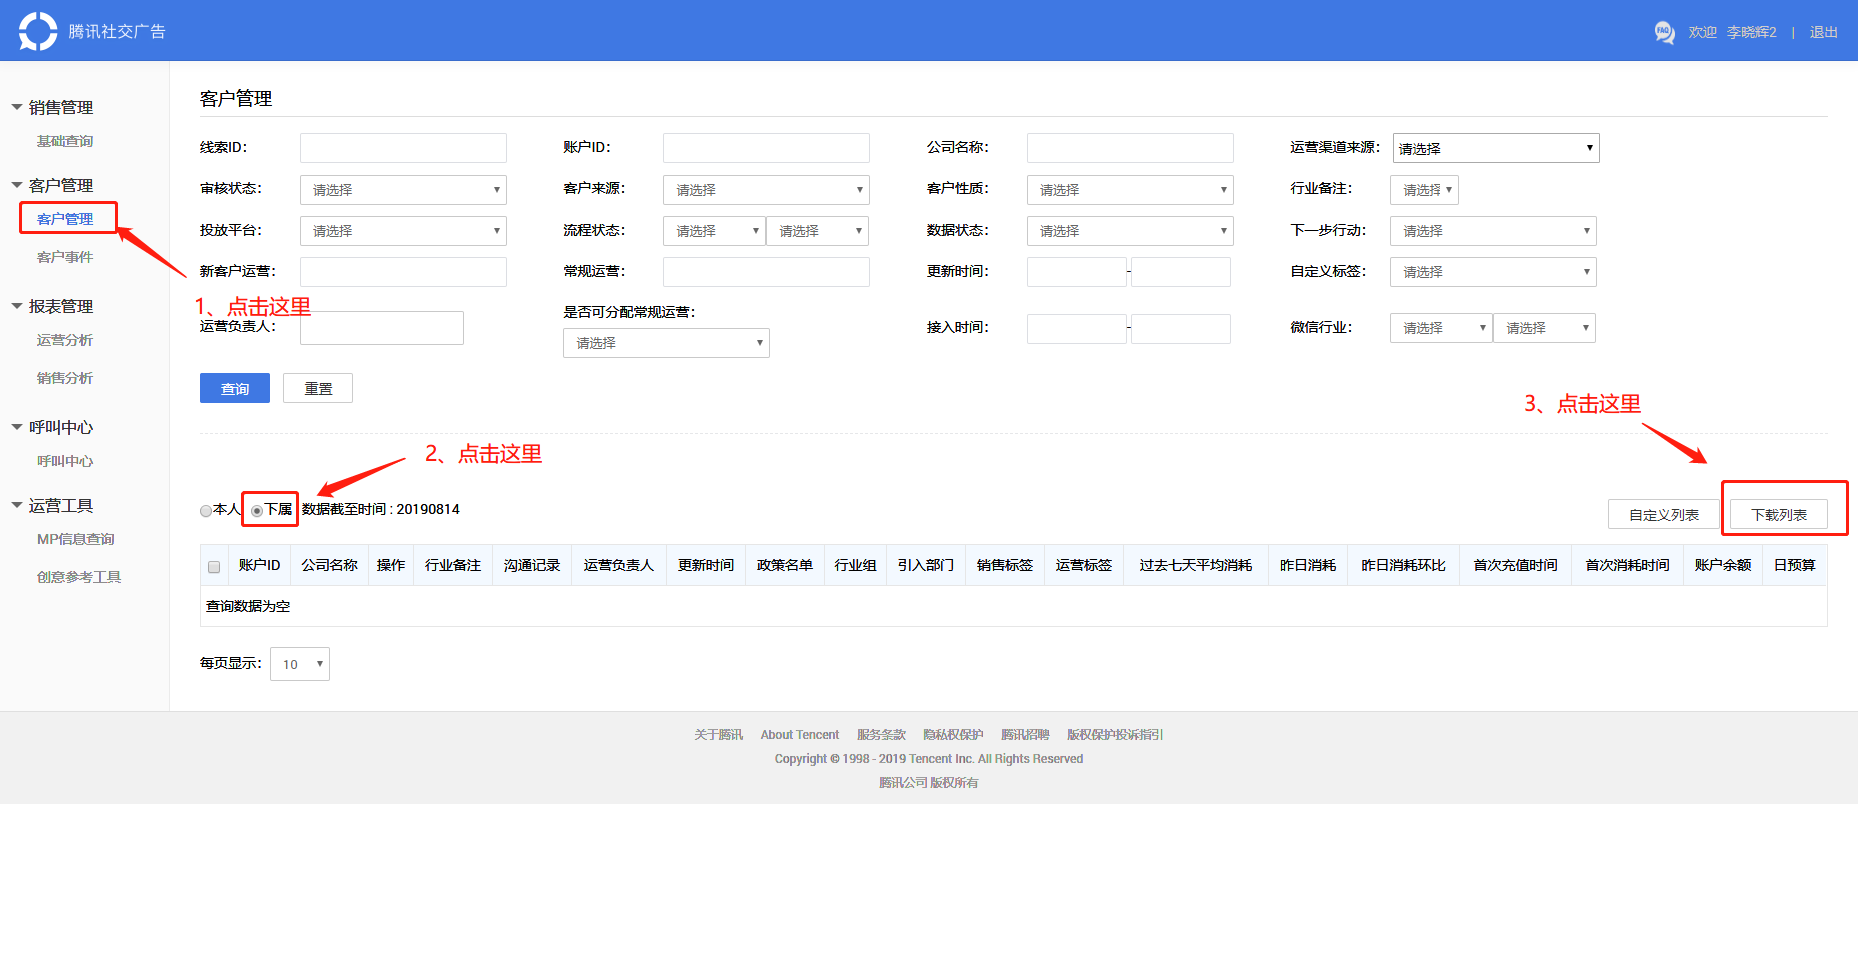 腾讯社交广告
FAQ 欢迎 李晓辉2 | 退出
销售管理
基础查询
客户管理
客户管理
客户事件
报表管理
运营分析
销售分析
呼叫中心
呼叫中心
运营工具
MP信息查询
创意参考工具
客户管理
线索ID： 账户ID： 公司名称： 运营渠道来源： 请选择
审核状态： 请选择 客户来源： 请选择 客户性质： 请选择 行业备注： 请选择
投放平台： 请选择 流程状态： 请选择 请选择 数据状态： 请选择 下一步行动： 请选择
新客户运营： 常规运营： 更新时间： - 自定义标签： 请选择
1、点击这里
运营负责人： 是否可分配常规运营： 请选择 接入时间： - 微信行业： 请选择 请选择
查询 重置
3、点击这里
2、点击这里
本人 下属 数据截至时间 : 20190814
自定义列表 下载列表
账户ID 公司名称 操作 行业备注 沟通记录 运营负责人 更新时间 政策名单 行业组 引入部门 销售标签 运营标签 过去七天平均消耗 昨日消耗 昨日消耗环比 首次充值时间 首次消耗时间 账户余额 日预算
查询数据为空
每页显示： 10
关于腾讯 About Tencent 服务条款 隐私权保护 腾讯招聘 版权保护投诉指引
Copyright © 1998 - 2019 Tencent Inc. All Rights Reserved
腾讯公司 版权所有